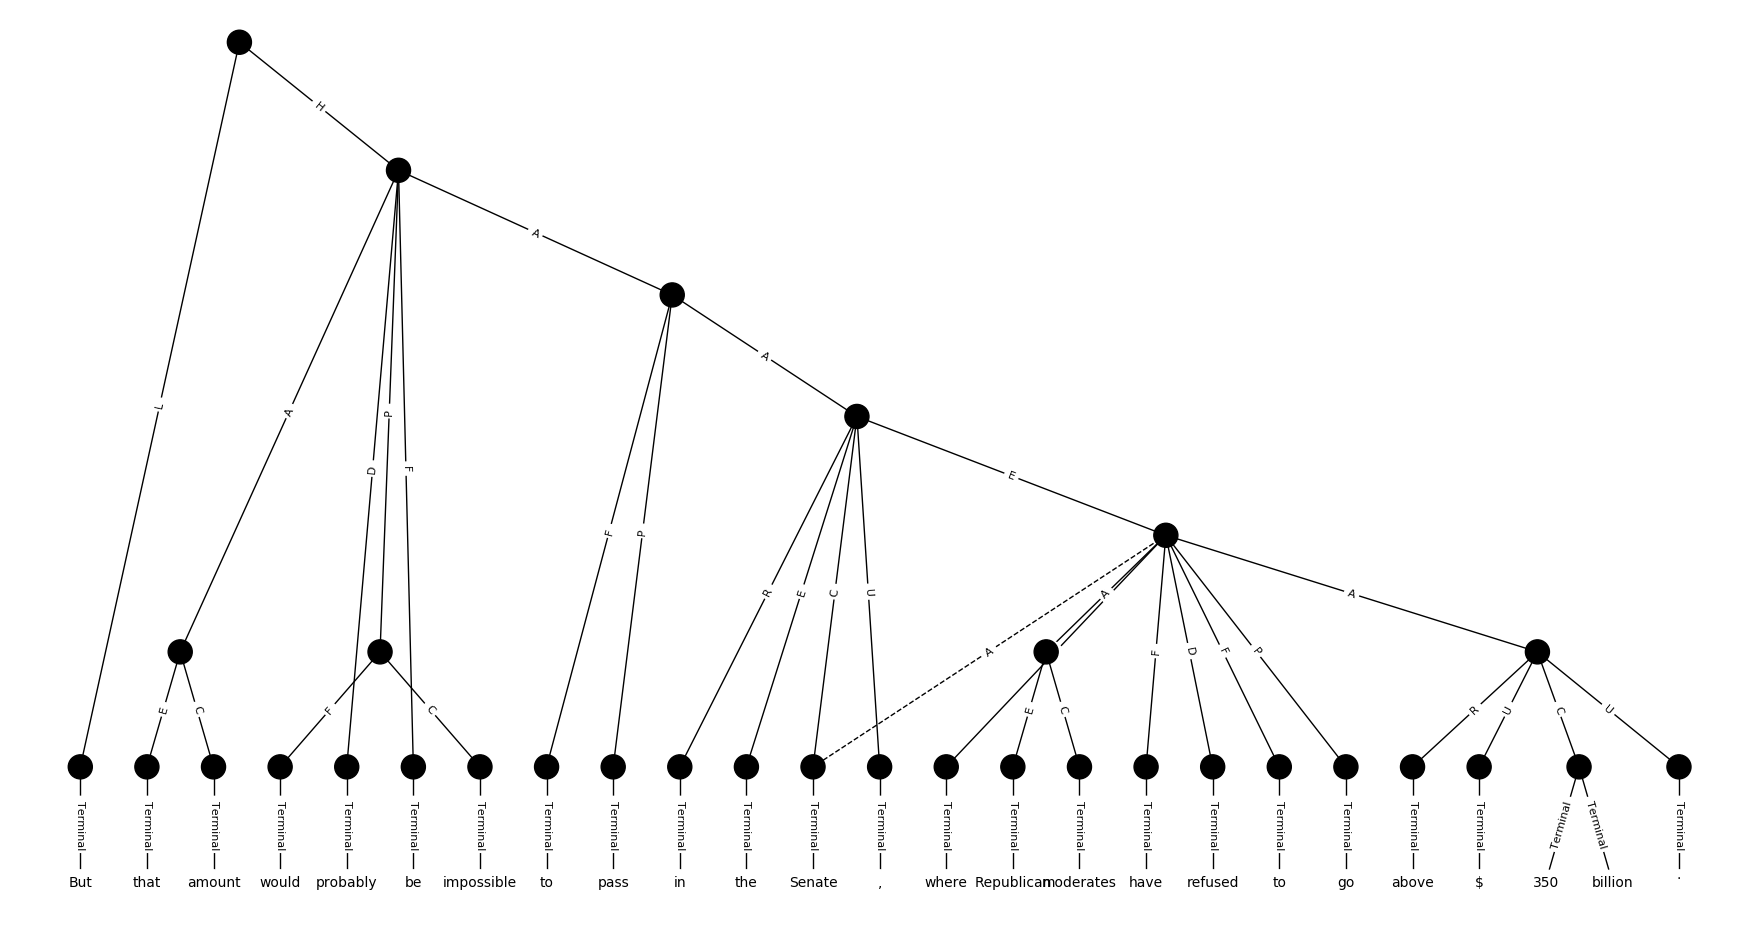 H
A
L
A
A
P
D
F
E
F
P
R
E
C
U
A
A
A
F
D
F
P
E
C
F
C
E
C
R
U
C
U
Terminal Terminal Terminal Terminal Terminal Terminal Terminal Terminal Terminal Terminal Terminal Terminal Terminal Terminal Terminal Terminal Terminal Terminal Terminal Terminal Terminal Terminal Terminal Terminal Terminal
But that amount would probably be impossible to pass in the Senate , where Republican moderates have refused to go above $ 350 billion .